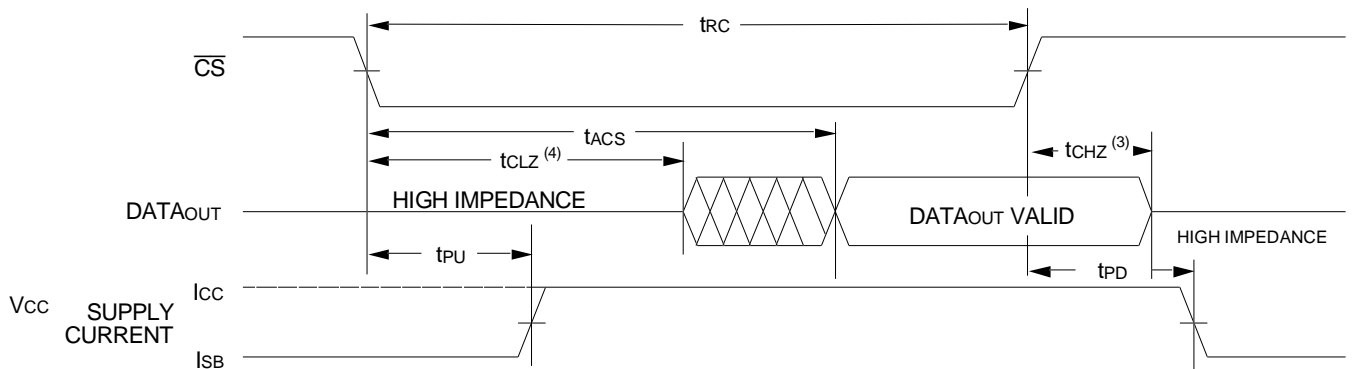 tRC
CS
tACS
tCLZ (4)
tCHZ (3)
DATAOUT
HIGH IMPEDANCE
DATAOUT VALID
HIGH IMPEDANCE
tPU
tPD
VCC SUPPLY CURRENT
ICC
ISB